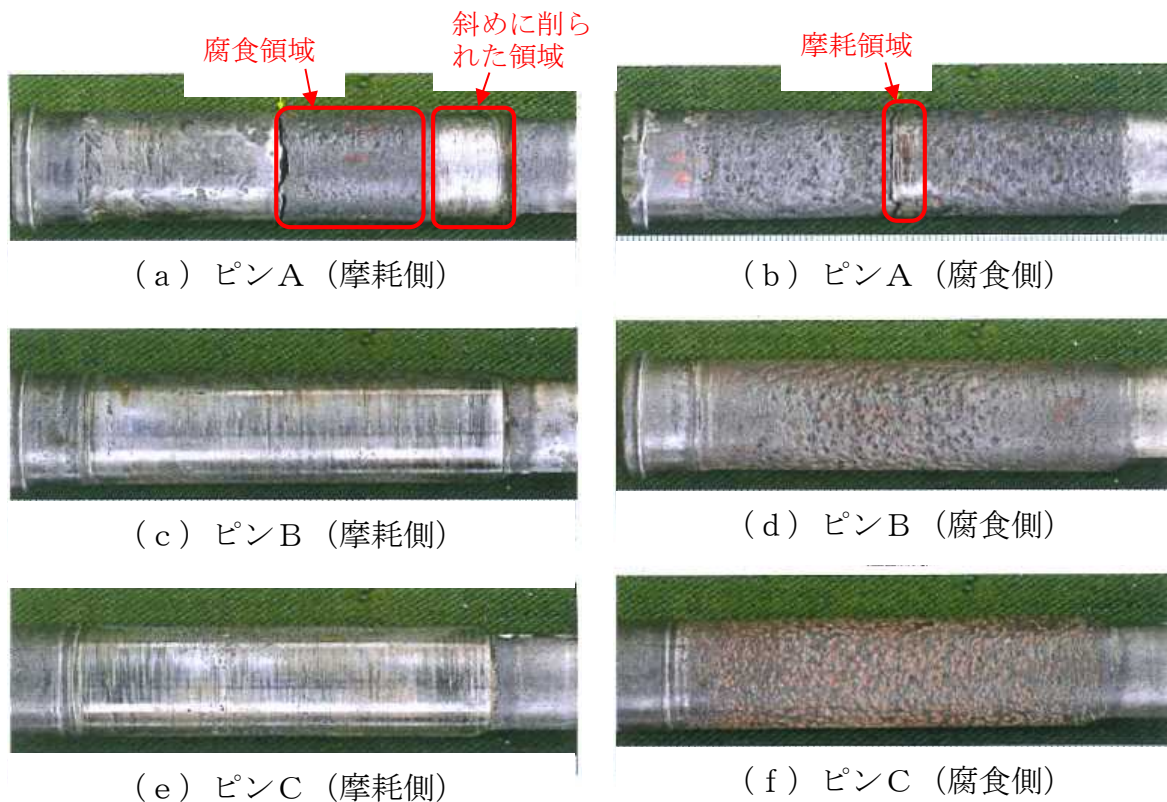 腐食領域
斜めに削ら
れた領域
摩耗領域
(a)ピンA(摩耗側)
(b)ピンA(腐食側)
(c)ピンB(摩耗側)
(d)ピンB(腐食側)
(e)ピンC(摩耗側)
(f)ピンC(腐食側)